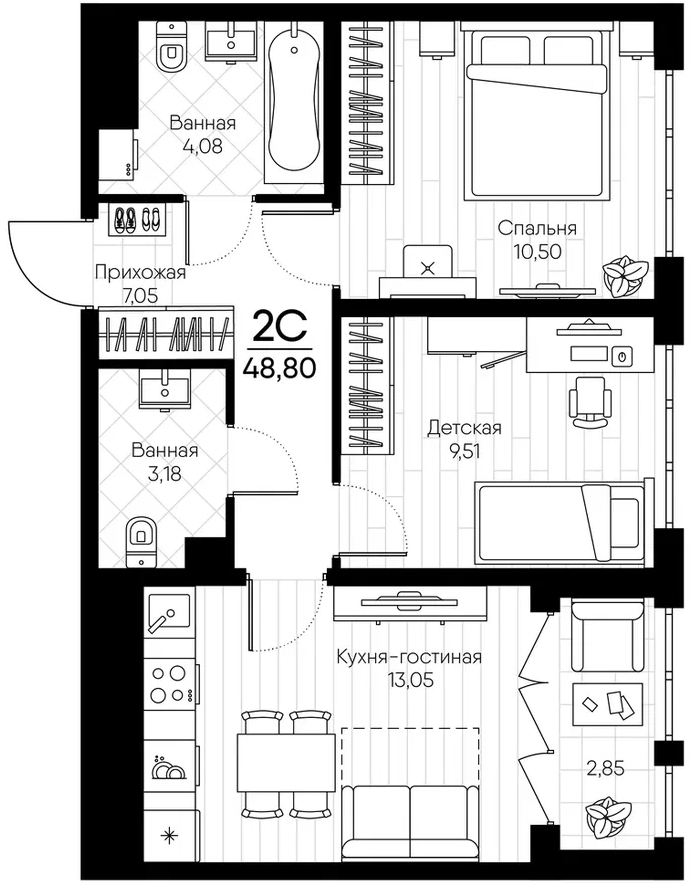 Ванная
4,08
Спальня
10,50
Прихожая
7,05
2С
48,80
Детская
9,51
Ванная
3,18
Кухня-гостиная
13,05
2,85